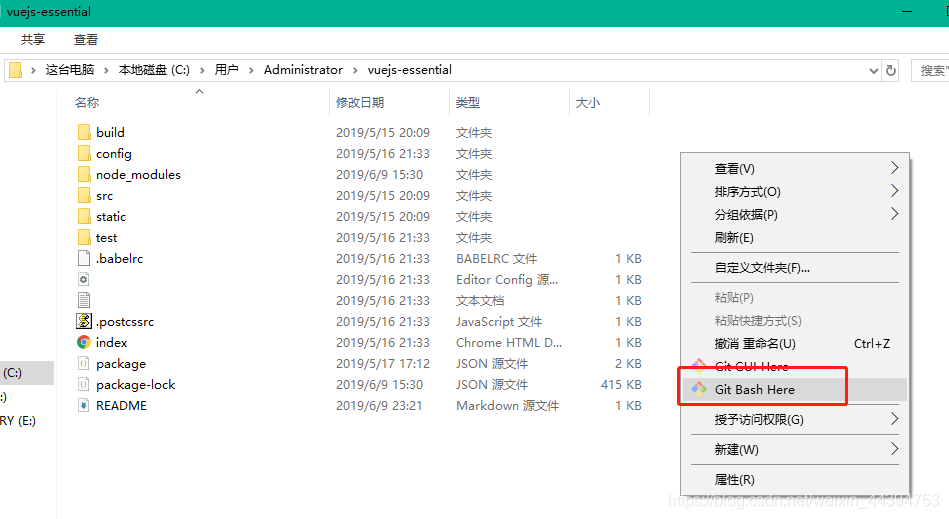 vuejs-essential
共享 查看
这台电脑 本地磁盘 (C:) 用户 Administrator vuejs-essential 搜索"
名称 修改日期 类型 大小
build 2019/5/15 20:09 文件夹
config 2019/5/16 21:33 文件夹
node_modules 2019/6/9 15:30 文件夹
src 2019/5/15 20:09 文件夹
static 2019/5/15 20:09 文件夹
test 2019/5/16 21:33 文件夹
.babelrc 2019/5/16 21:33 BABELRC 文件 1 KB
2019/5/16 21:33 Editor Config 源... 1 KB
2019/5/16 21:33 文本文档 1 KB
.postcssrc 2019/5/16 21:33 JavaScript 文件 1 KB
index 2019/5/16 21:33 Chrome HTML D... 1 KB
package 2019/5/17 17:12 JSON 源文件 2 KB
package-lock 2019/6/9 15:30 JSON 源文件 415 KB
README 2019/6/9 23:21 Markdown 源文件 1 KB
(C:)
:)
RY (E:)
查看(V)
排序方式(O)
分组依据(P)
刷新(E)
自定义文件夹(F)...
粘贴(P)
粘贴快捷方式(S)
撤消 重命名(U) Ctrl+Z
Git GUI Here
Git Bash Here
授予访问权限(G)
新建(W)
属性(R)
https://blog.csdn.net/weixin_44394753